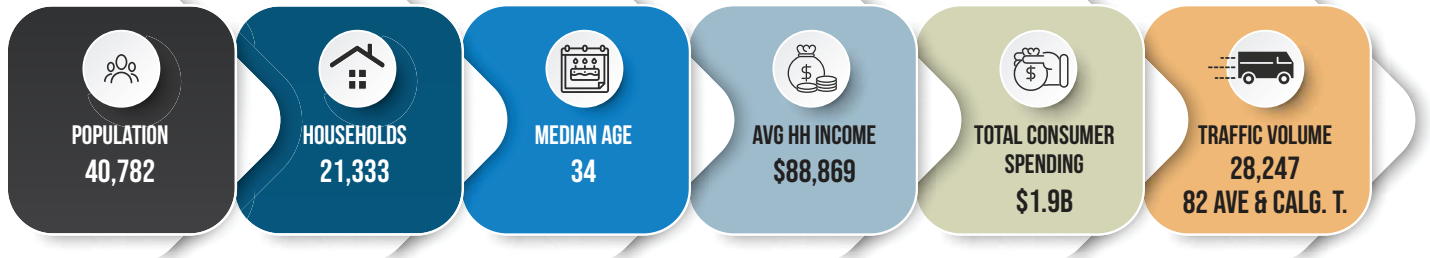 POPULATION
40,782
HOUSEHOLDS
21,333
MEDIAN AGE
34
AVG HH INCOME
$88,869
TOTAL CONSUMER
SPENDING
$1.9B
TRAFFIC VOLUME
28,247
82 AVE & CALG. T.